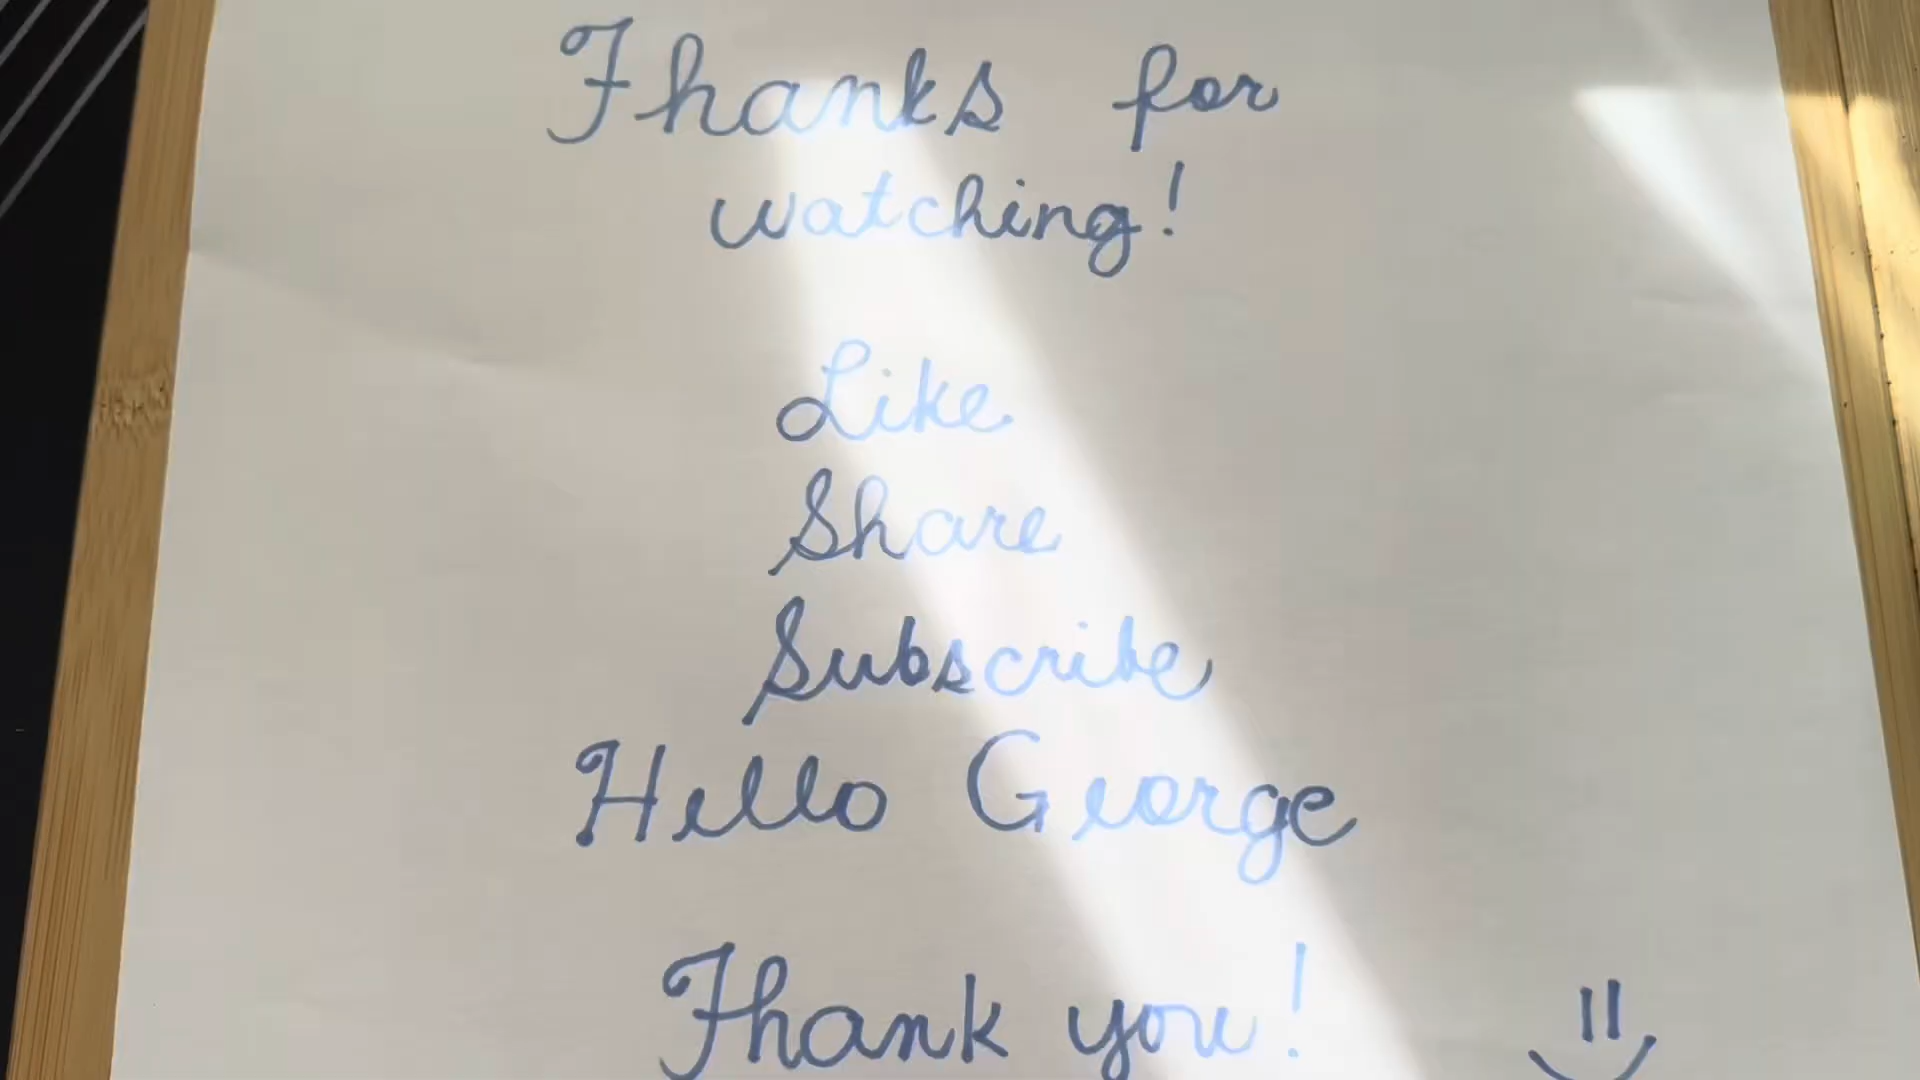 Thanks for
watching!
Like
Share
Subscribe
Hello George
Thank you!